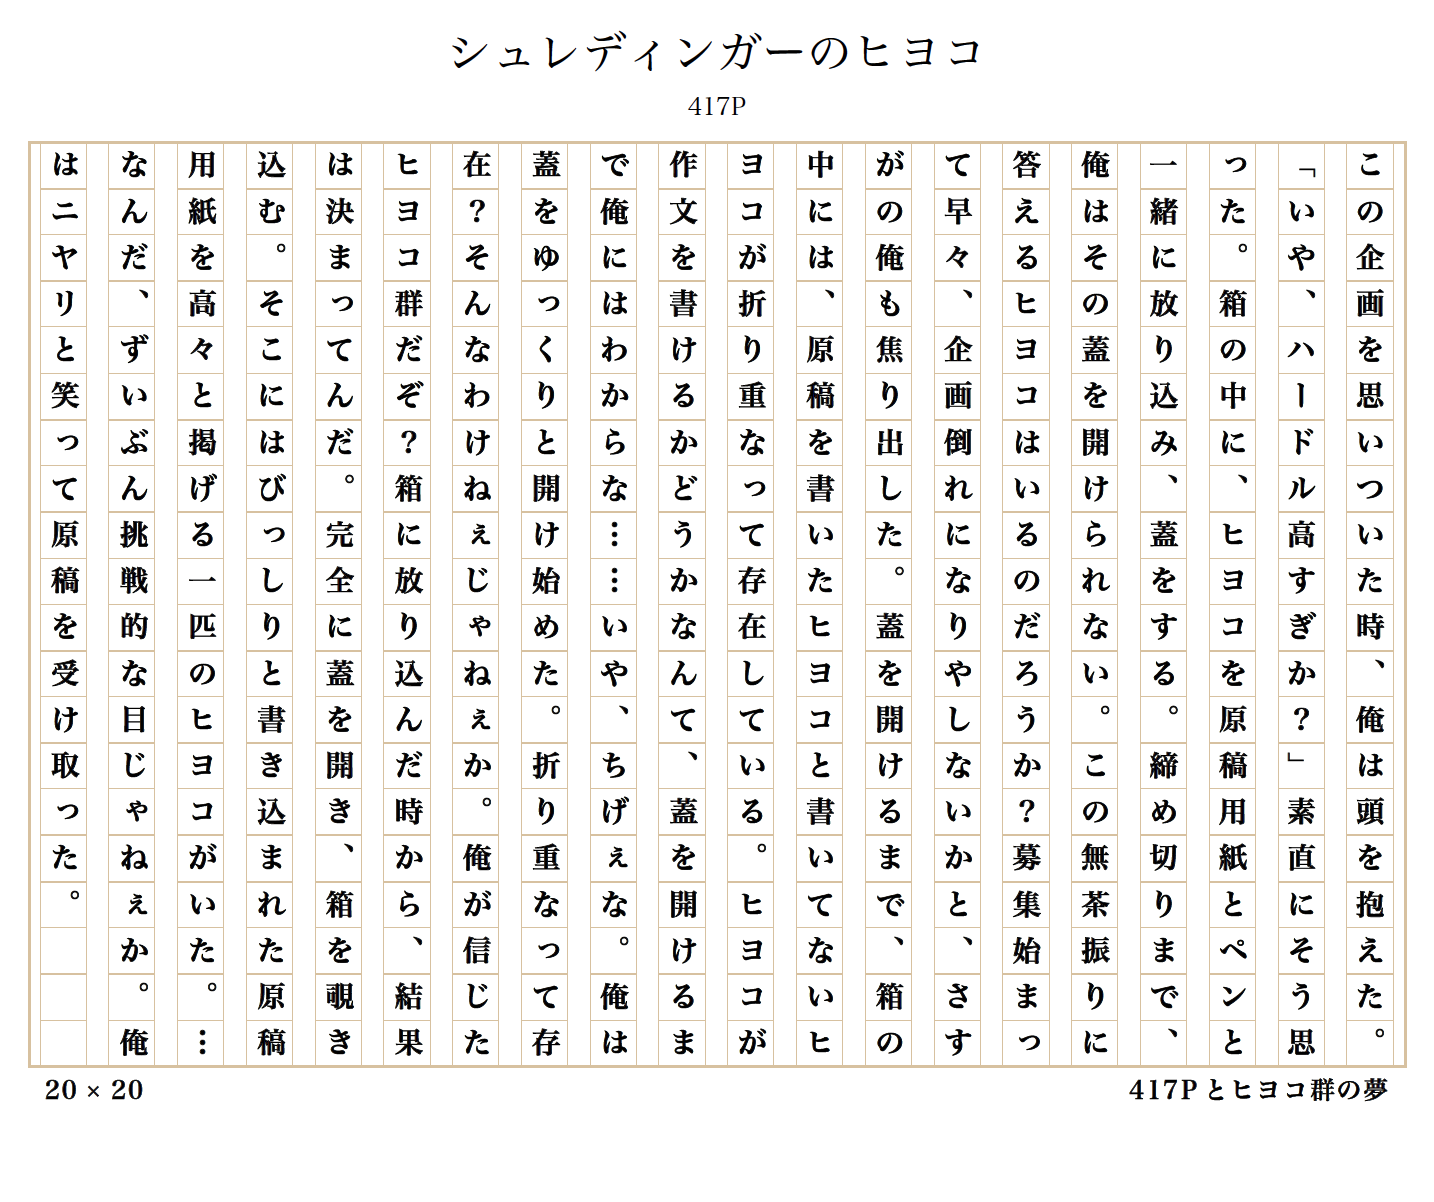 シュレディンガーのヒヨコ
417P
この企画を思いついた時、俺は頭を抱えた。
「いや、ハードル高すぎか？」素直にそう思
った。箱の中に、ヒヨコを原稿用紙とペンと
一緒に放り込み、蓋をする。締め切りまで、
俺はその蓋を開けられない。この無茶振りに
答えるヒヨコはいるのだろうか？募集始まっ
て早々、企画倒れになりやしないかと、さす
がの俺も焦り出した。蓋を開けるまで、箱の
中には、原稿を書いたヒヨコと書いてないヒ
ヨコが折り重なって存在している。ヒヨコが
作文を書けるかどうかなんて、蓋を開けるま
で俺にはわからな……いや、ちげぇな。俺は
蓋をゆっくりと開け始めた。折り重なって存
在？そんなわけねぇじゃねぇか。俺が信じた
ヒヨコ群だぞ？箱に放り込んだ時から、結果
は決まってんだ。完全に蓋を開き、箱を覗き
込む。そこにはびっしりと書き込まれた原稿
用紙を高々と掲げる一匹のヒヨコがいた。…
なんだ、ずいぶん挑戦的な目じゃねぇか。俺
はニヤリと笑って原稿を受け取った。
20 × 20
417Pとヒヨコ群の夢